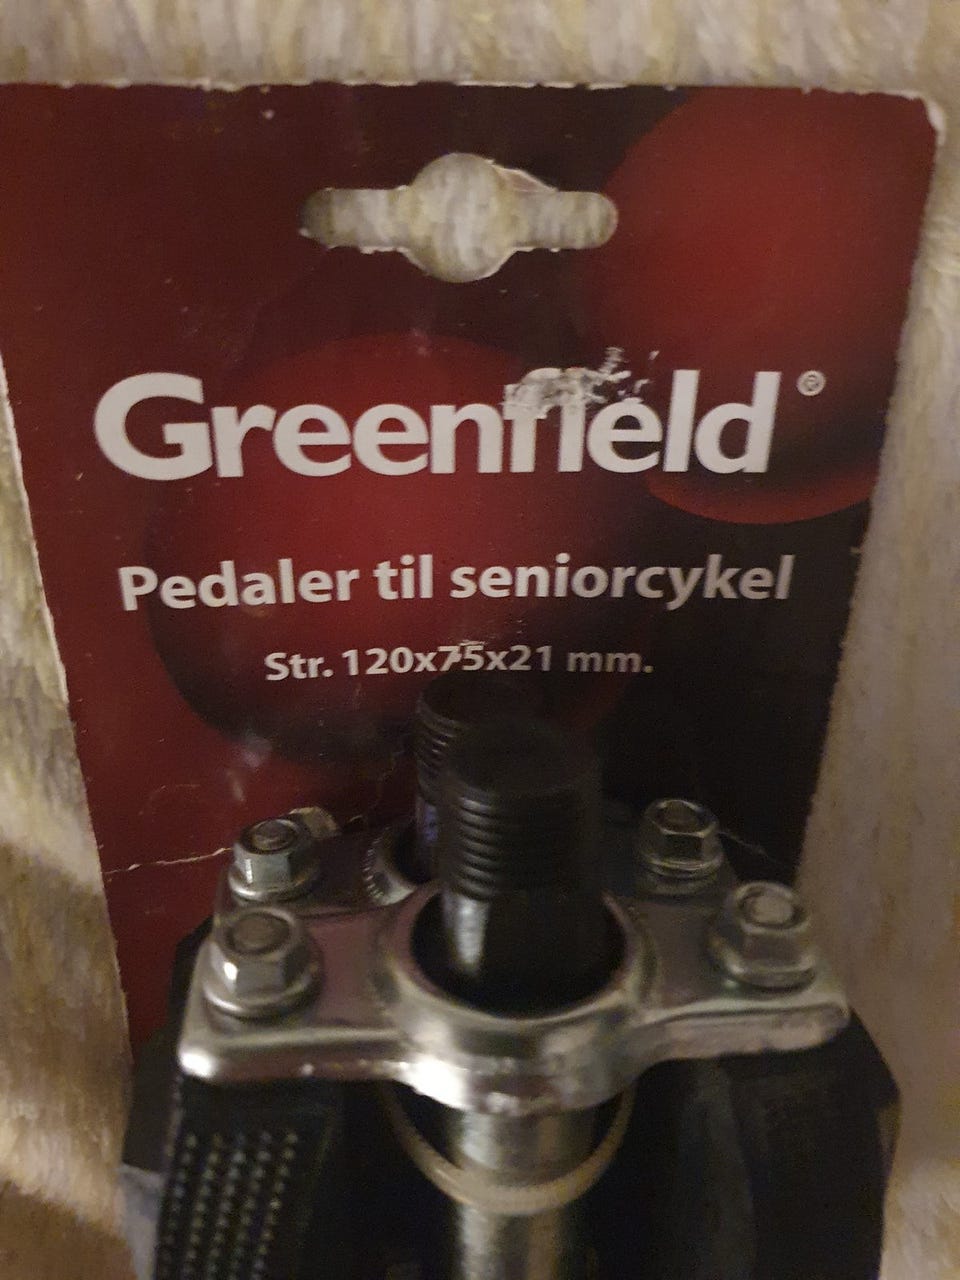 Greenfield®
Pedaler til seniorcykel
Str. 120x75x21 mm.